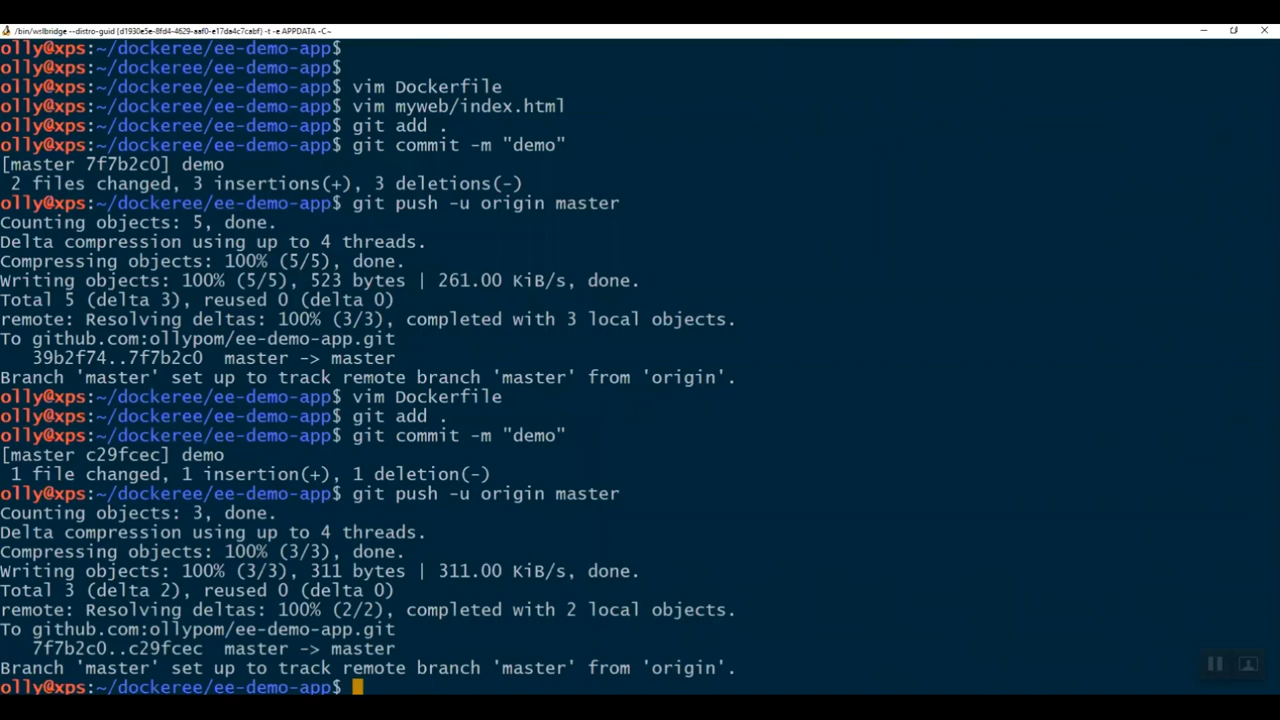 /bin/wslbridge --distro-guid [d1930e5e-8fd4-4629-aaf0-e17da4c7cabf] -t -e APPDATA -C~
olly@xps:~/dockeree/ee-demo-app$
olly@xps:~/dockeree/ee-demo-app$
olly@xps:~/dockeree/ee-demo-app$ vim Dockerfile
olly@xps:~/dockeree/ee-demo-app$ vim myweb/index.html
olly@xps:~/dockeree/ee-demo-app$ git add .
olly@xps:~/dockeree/ee-demo-app$ git commit -m "demo"
[master 7f7b2c0] demo
 2 files changed, 3 insertions(+), 3 deletions(-)
olly@xps:~/dockeree/ee-demo-app$ git push -u origin master
Counting objects: 5, done.
Delta compression using up to 4 threads.
Compressing objects: 100% (5/5), done.
Writing objects: 100% (5/5), 523 bytes | 261.00 KiB/s, done.
Total 5 (delta 3), reused 0 (delta 0)
remote: Resolving deltas: 100% (3/3), completed with 3 local objects.
To github.com:ollypom/ee-demo-app.git
   39b2f74..7f7b2c0  master -> master
Branch 'master' set up to track remote branch 'master' from 'origin'.
olly@xps:~/dockeree/ee-demo-app$ vim Dockerfile
olly@xps:~/dockeree/ee-demo-app$ git add .
olly@xps:~/dockeree/ee-demo-app$ git commit -m "demo"
[master c29fcec] demo
 1 file changed, 1 insertion(+), 1 deletion(-)
olly@xps:~/dockeree/ee-demo-app$ git push -u origin master
Counting objects: 3, done.
Delta compression using up to 4 threads.
Compressing objects: 100% (3/3), done.
Writing objects: 100% (3/3), 311 bytes | 311.00 KiB/s, done.
Total 3 (delta 2), reused 0 (delta 0)
remote: Resolving deltas: 100% (2/2), completed with 2 local objects.
To github.com:ollypom/ee-demo-app.git
   7f7b2c0..c29fcec  master -> master
Branch 'master' set up to track remote branch 'master' from 'origin'.
olly@xps:~/dockeree/ee-demo-app$